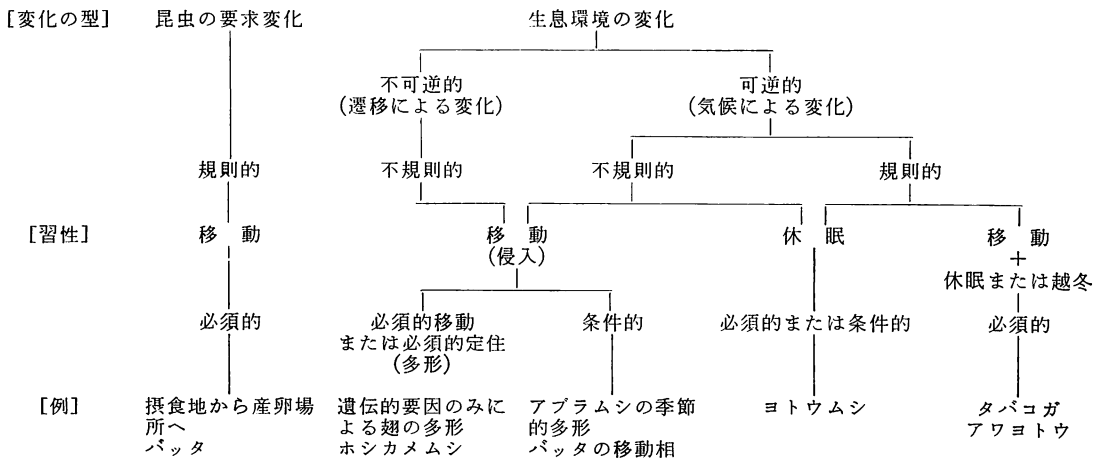 [変化の型] 昆虫の要求変化 生息環境の変化
不可逆的 可逆的
(遷移による変化) (気候による変化)
規則的 不規則的 不規則的 規則的
[習性] 移動 移動 休眠 移動
(侵入) +
休眠または越冬
必須的 必須的移動 条件的 必須的または条件的 必須的
または必須的定住
(多形)
[例] 摂食地から産卵場 遺伝的要因のみに アブラムシの季節 ヨトウムシ タバコガ
所へ による翅の多形 的多形 アワヨトウ
バッタ ホシカメムシ バッタの移動相